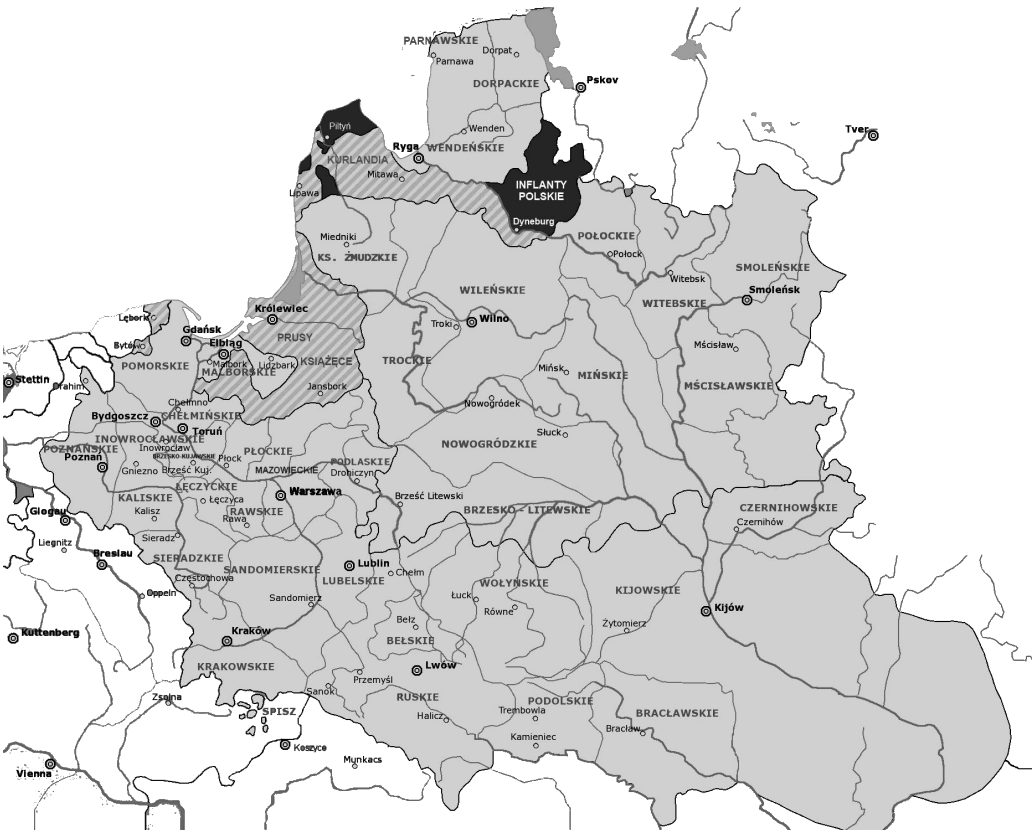 PARNAWSKIE
Dorpat
Parnawa
Pskov
DORPACKIE
Piltyń
Wenden
Tver
Ryga
WENDEŃSKIE
KURLANDIA
Mitawa
INFLANTY
POLSKIE
Lipawa
Dyneburg
Miedniki
POŁOCKIE
Połock
KS. ŻMUDZKIE
SMOLEŃSKIE
Witebsk
WILEŃSKIE
Smoleńsk
WITEBSKIE
Królewiec
Lębork
Troki
Wilno
Gdańsk
PRUSY
Bytów
Elbląg
Mścisław
KSIĄŻĘCE
TROCKIE
Malbork
Lidzbark
POMORSKIE
MALBORSKIE
Mińsk
MIŃSKIE
Stettin
Drahim
Jansbork
MŚCISŁAWSKIE
Chełmno
Nowogródek
Bydgoszcz
CHEŁMIŃSKIE
Toruń
Słuck
INOWROCŁAWSKIE
NOWOGRÓDZKIE
POZNAŃSKIE
Inowrocław
PŁOCKIE
Poznań
BRZESKO-KUJAWSKIE
Płock
PODLASKIE
Gniezno
Brześć Kuj.
MAZOWIECKIE
Drohiczyn
ŁĘCZYCKIE
Warszawa
KALISKIE
Łęczyca
Brześć Litewski
Glogau
Kalisz
RAWSKIE
BRZESKO - LITEWSKIE
CZERNIHOWSKIE
Rawa
Czernihów
Liegnitz
Sieradz
Breslau
SIERADZKIE
Lublin
SANDOMIERSKIE
Chełm
Częstochowa
LUBELSKIE
WOŁYŃSKIE
KIJOWSKIE
Oppeln
Sandomierz
Łuck
Równe
Kijów
Bełz
Żytomierz
Kuttenberg
Kraków
BEŁSKIE
KRAKOWSKIE
Lwów
Przemyśl
Zsolna
Sanok
RUSKIE
PODOLSKIE
SPISZ
Trembowla
BRACŁAWSKIE
Halicz
Bracław
Kamieniec
Koszyce
Munkacs
Vienna